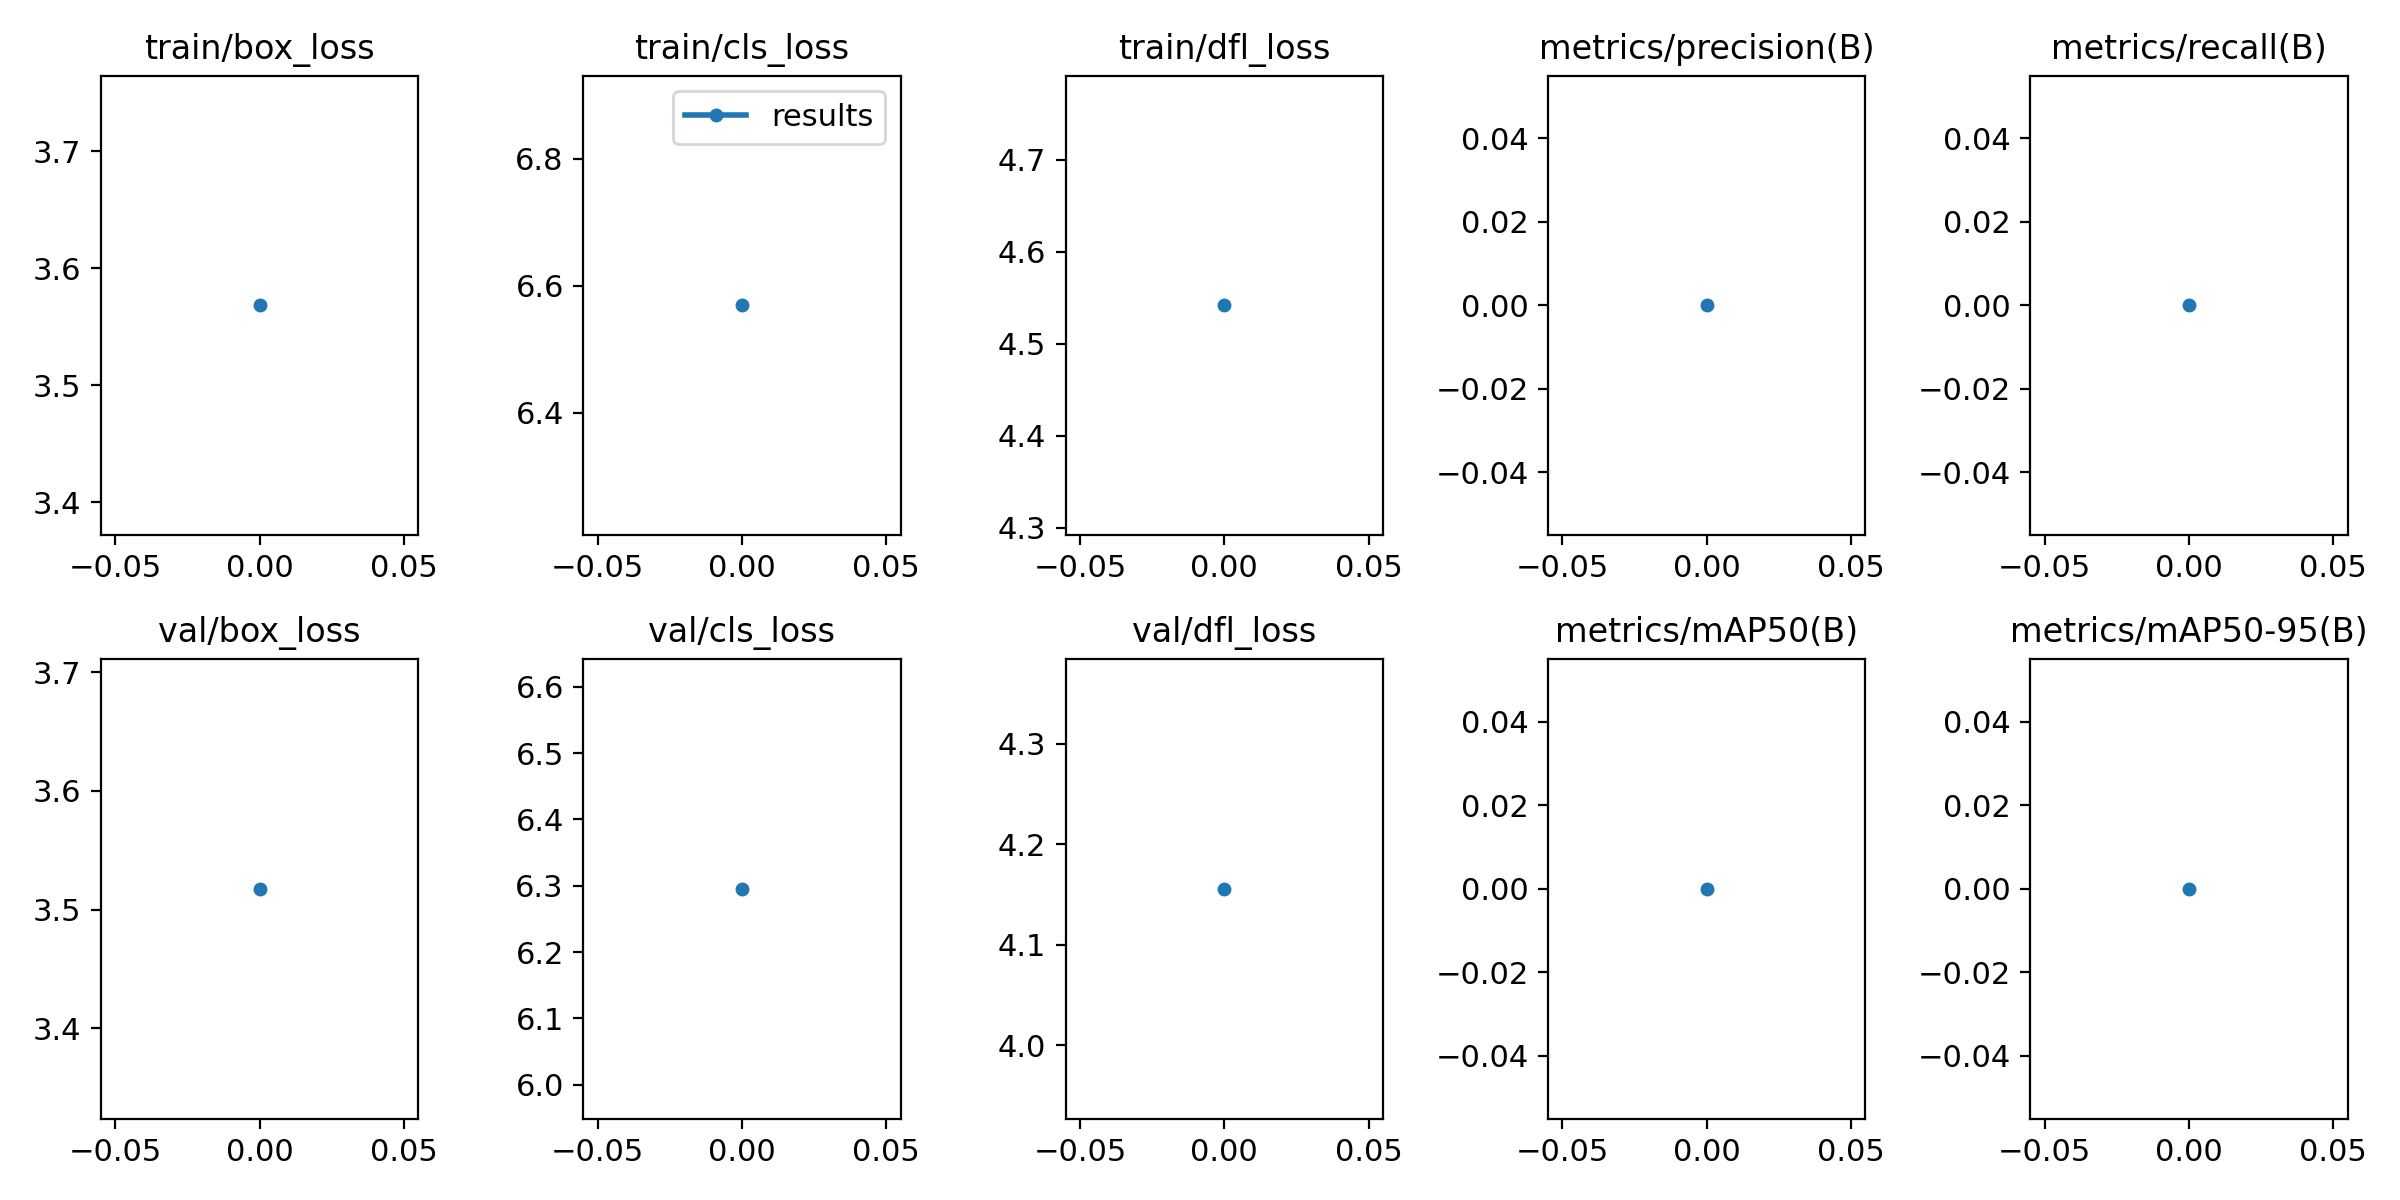 train/box_loss
train/cls_loss
train/dfl_loss
metrics/precision(B)
metrics/recall(B)
results
3.7
3.6
3.5
3.4
−0.05 0.00 0.05
6.8
6.6
6.4
−0.05 0.00 0.05
4.7
4.6
4.5
4.4
4.3
−0.05 0.00 0.05
0.04
0.02
0.00
−0.02
−0.04
−0.05 0.00 0.05
0.04
0.02
0.00
−0.02
−0.04
−0.05 0.00 0.05
val/box_loss
val/cls_loss
val/dfl_loss
metrics/mAP50(B)
metrics/mAP50-95(B)
3.7
3.6
3.5
3.4
−0.05 0.00 0.05
6.6
6.5
6.4
6.3
6.2
6.1
6.0
−0.05 0.00 0.05
4.3
4.2
4.1
4.0
−0.05 0.00 0.05
0.04
0.02
0.00
−0.02
−0.04
−0.05 0.00 0.05
0.04
0.02
0.00
−0.02
−0.04
−0.05 0.00 0.05